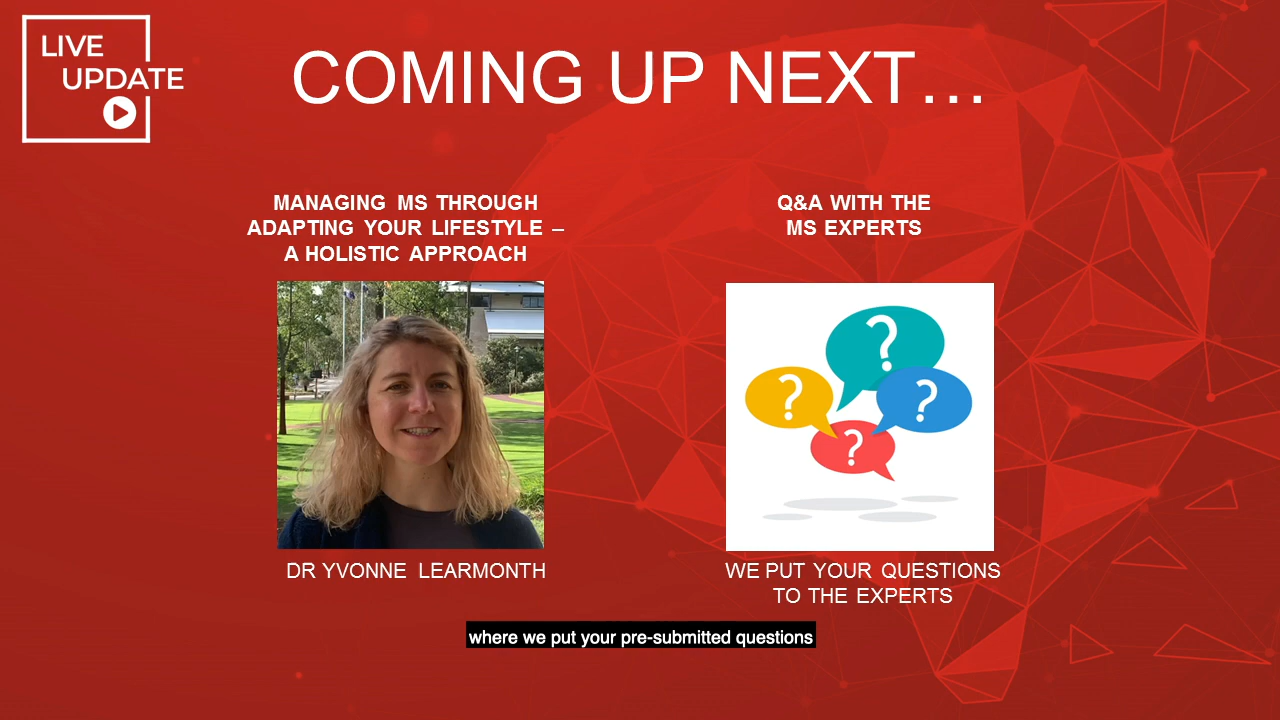 LIVE
UPDATE
COMING UP NEXT...
MANAGING MS THROUGH
ADAPTING YOUR LIFESTYLE –
A HOLISTIC APPROACH
DR YVONNE LEARMONTH
Q&A WITH THE
MS EXPERTS
?
?
?
?
WE PUT YOUR QUESTIONS
TO THE EXPERTS
where we put your pre-submitted questions